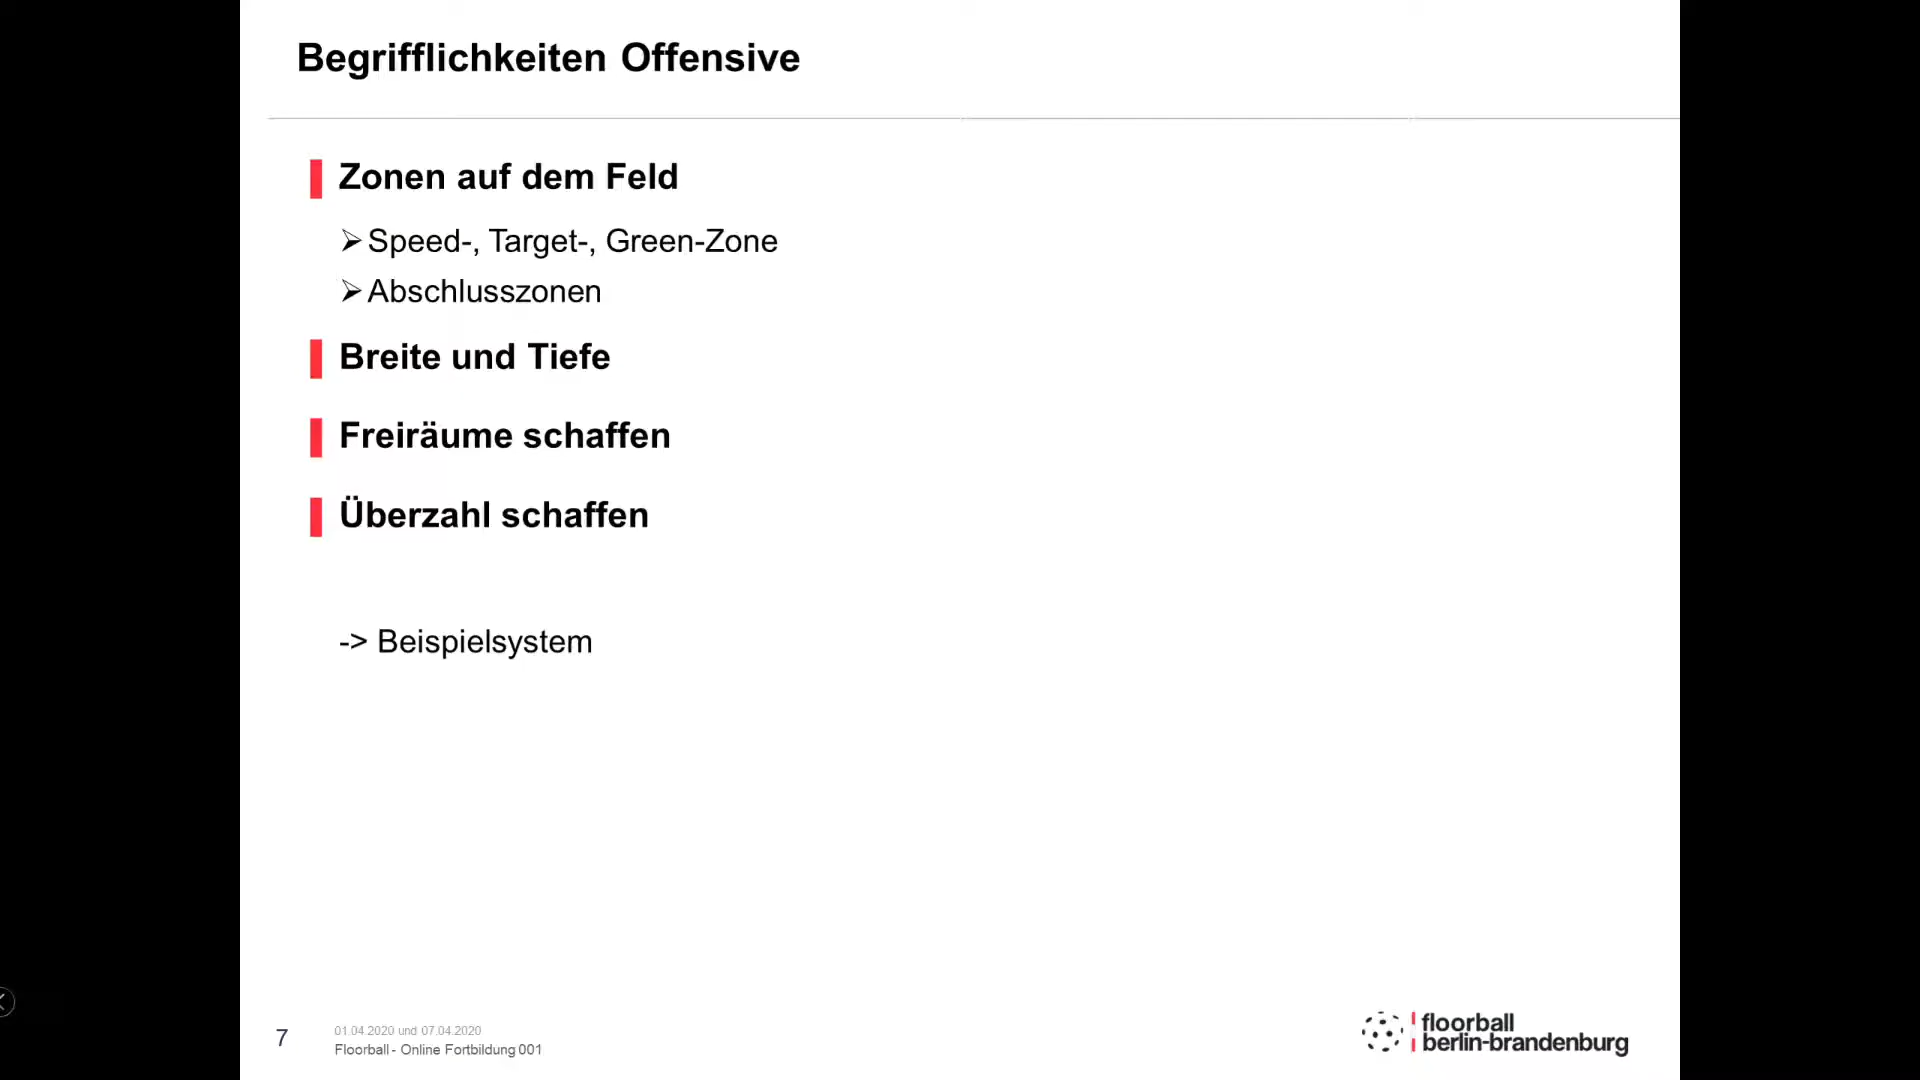 Begrifflichkeiten Offensive
Zonen auf dem Feld
Speed-, Target-, Green-Zone
Abschlusszonen
Breite und Tiefe
Freiräume schaffen
Überzahl schaffen
-> Beispielsystem
7
01.04.2020 und 07.04.2020
Floorball - Online Fortbildung 001
floorball
berlin-brandenburg